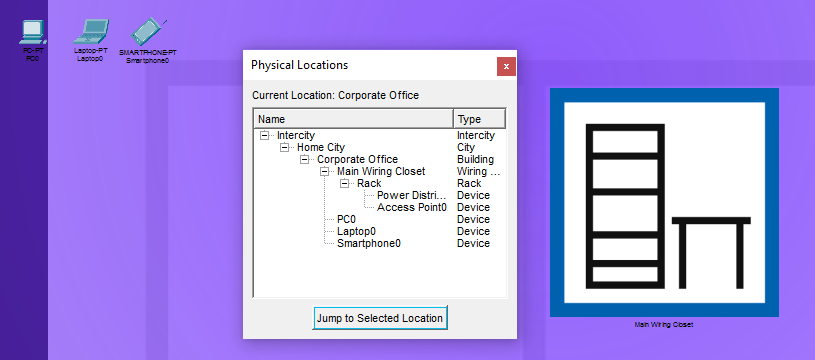 PC-PT
PC0
Laptop-PT
Laptop0
SMARTPHONE-PT
Smartphone0
Physical Locations
x
Current Location: Corporate Office
Name Type
Intercity Intercity
Home City City
Corporate Office Building
Main Wiring Closet Wiring ...
Rack Rack
Power Distri... Device
Access Point0 Device
PC0 Device
Laptop0 Device
Smartphone0 Device
Jump to Selected Location
Main Wiring Closet